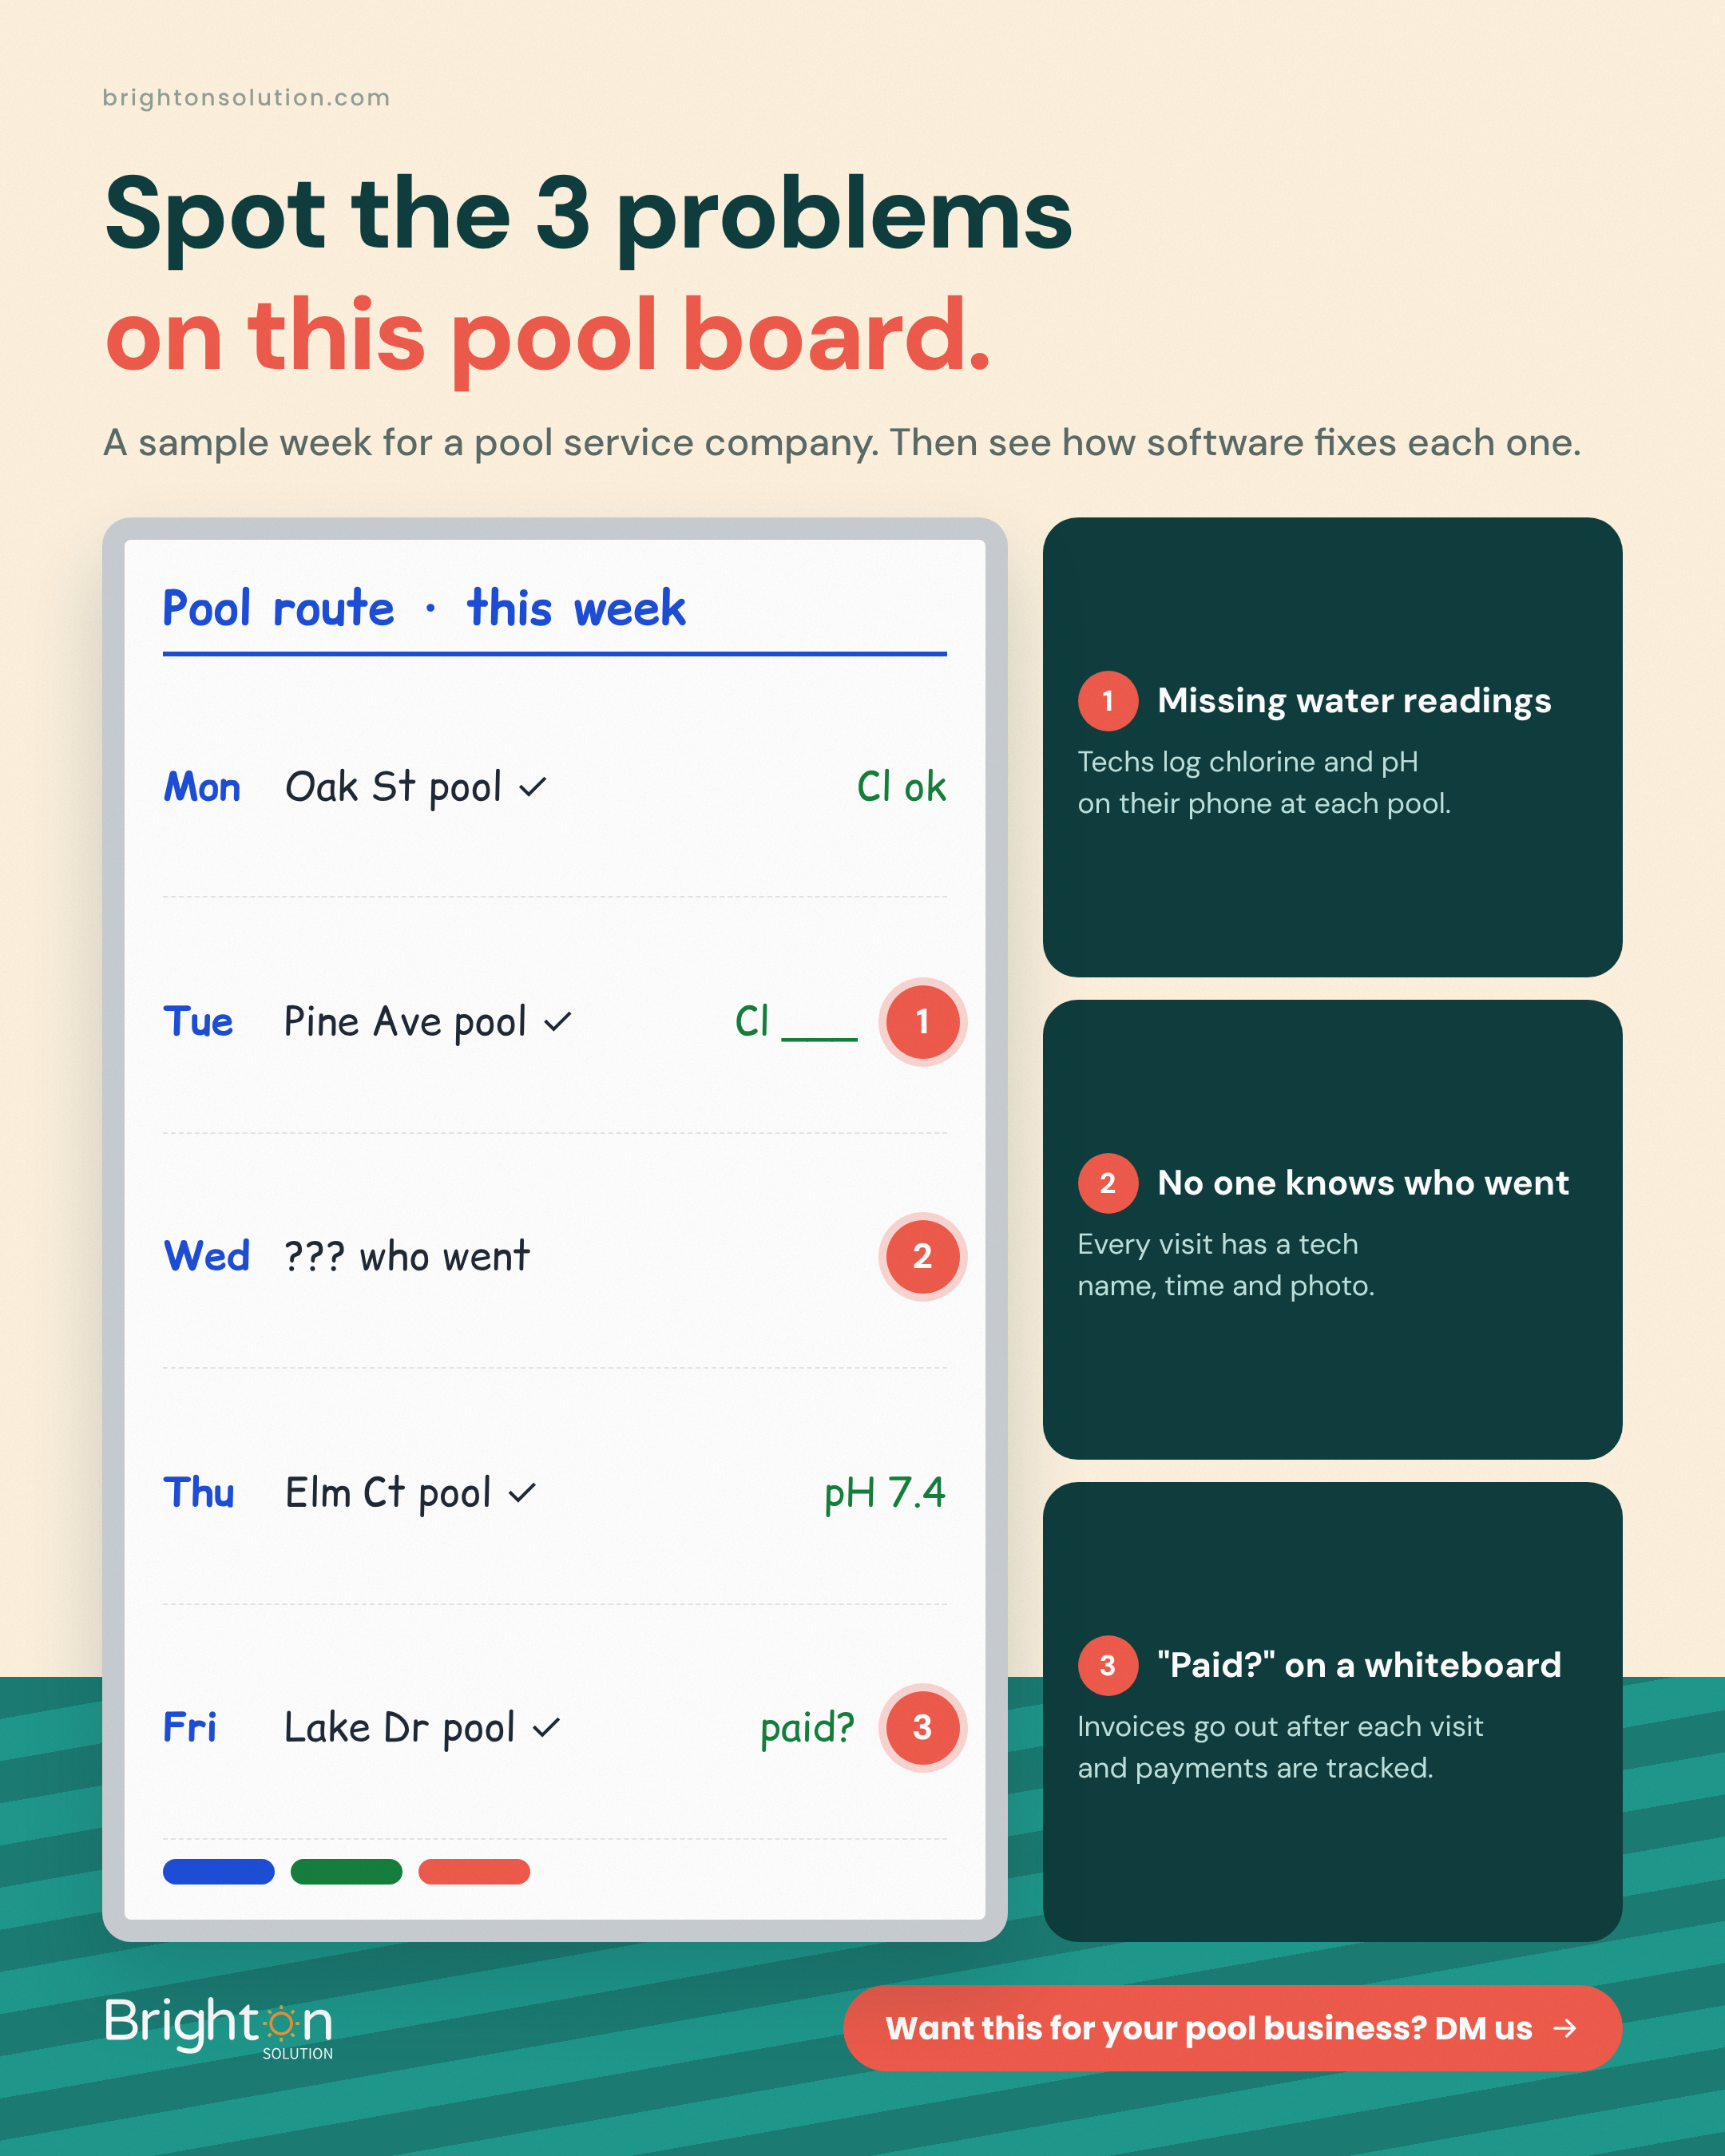 brightonsolution.com
Spot the 3 problems
on this pool board.
A sample week for a pool service company. Then see how software fixes each one.
Pool route · this week
Mon Oak St pool ✓ Cl ok
Tue Pine Ave pool ✓ Cl ___ 1
Wed ??? who went 2
Thu Elm Ct pool ✓ pH 7.4
Fri Lake Dr pool ✓ paid? 3
1 Missing water readings
Techs log chlorine and pH
on their phone at each pool.
2 No one knows who went
Every visit has a tech
name, time and photo.
3 "Paid?" on a whiteboard
Invoices go out after each visit
and payments are tracked.
Brighton
SOLUTION
Want this for your pool business? DM us →